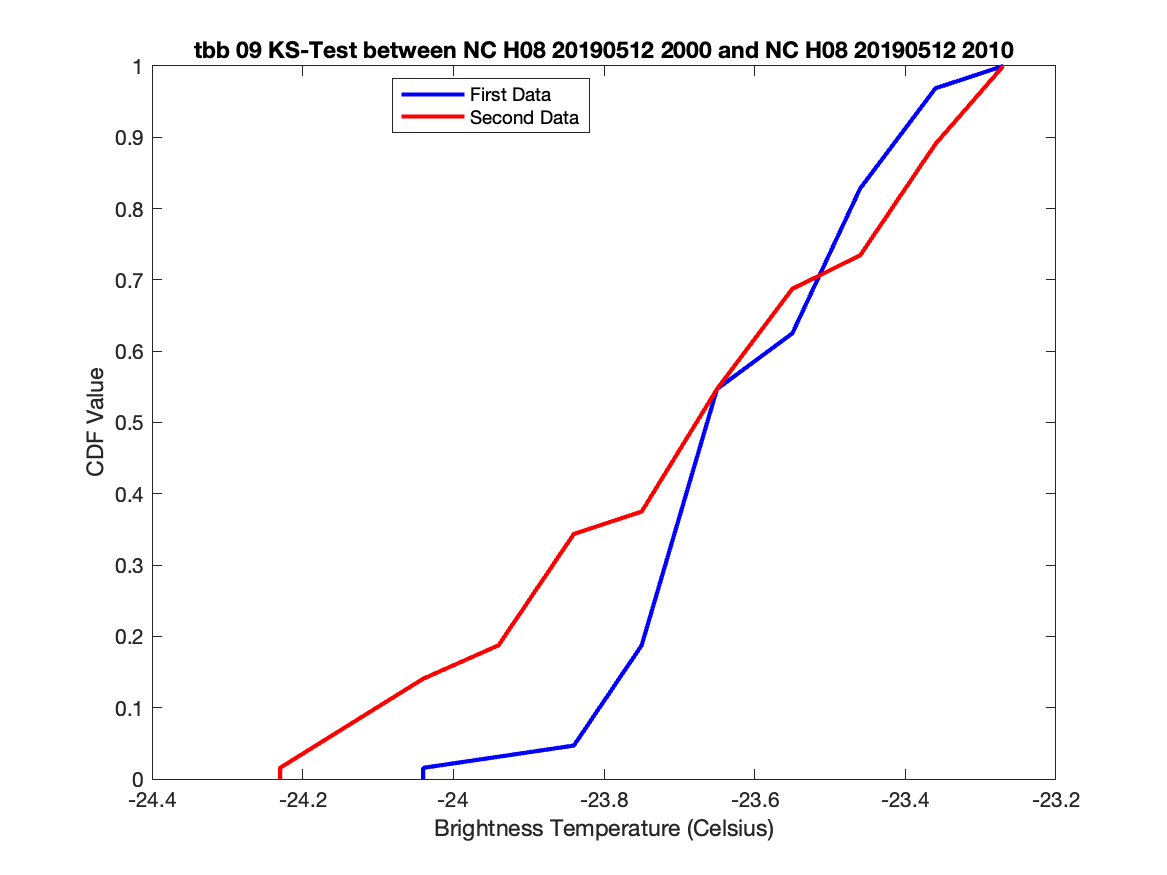 tbb 09 KS-Test between NC H08 20190512 2000 and NC H08 20190512 2010
First Data
Second Data
1
0.9
0.8
0.7
0.6
0.5
0.4
0.3
0.2
0.1
0
CDF Value
-24.4 -24.2 -24 -23.8 -23.6 -23.4 -23.2
Brightness Temperature (Celsius)